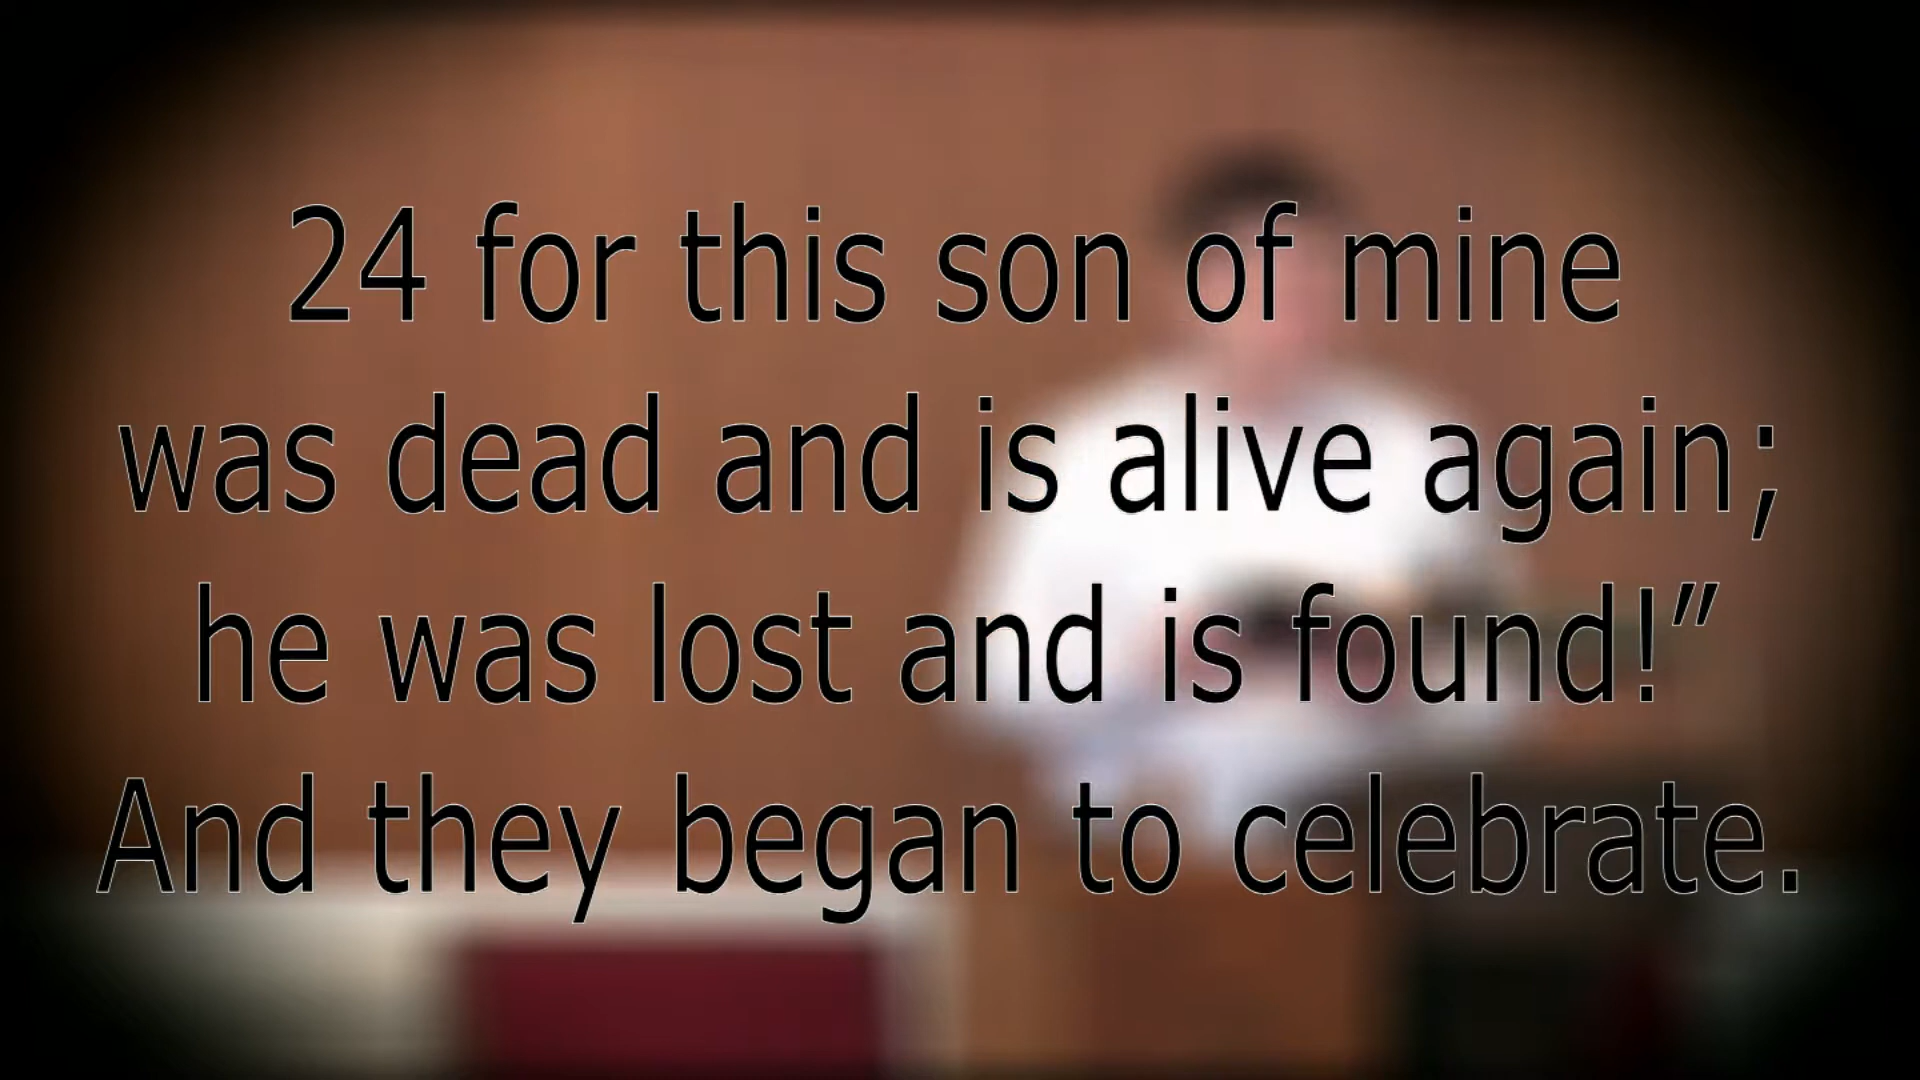 24 for this son of mine
was dead and is alive again;
he was lost and is found!”
And they began to celebrate.